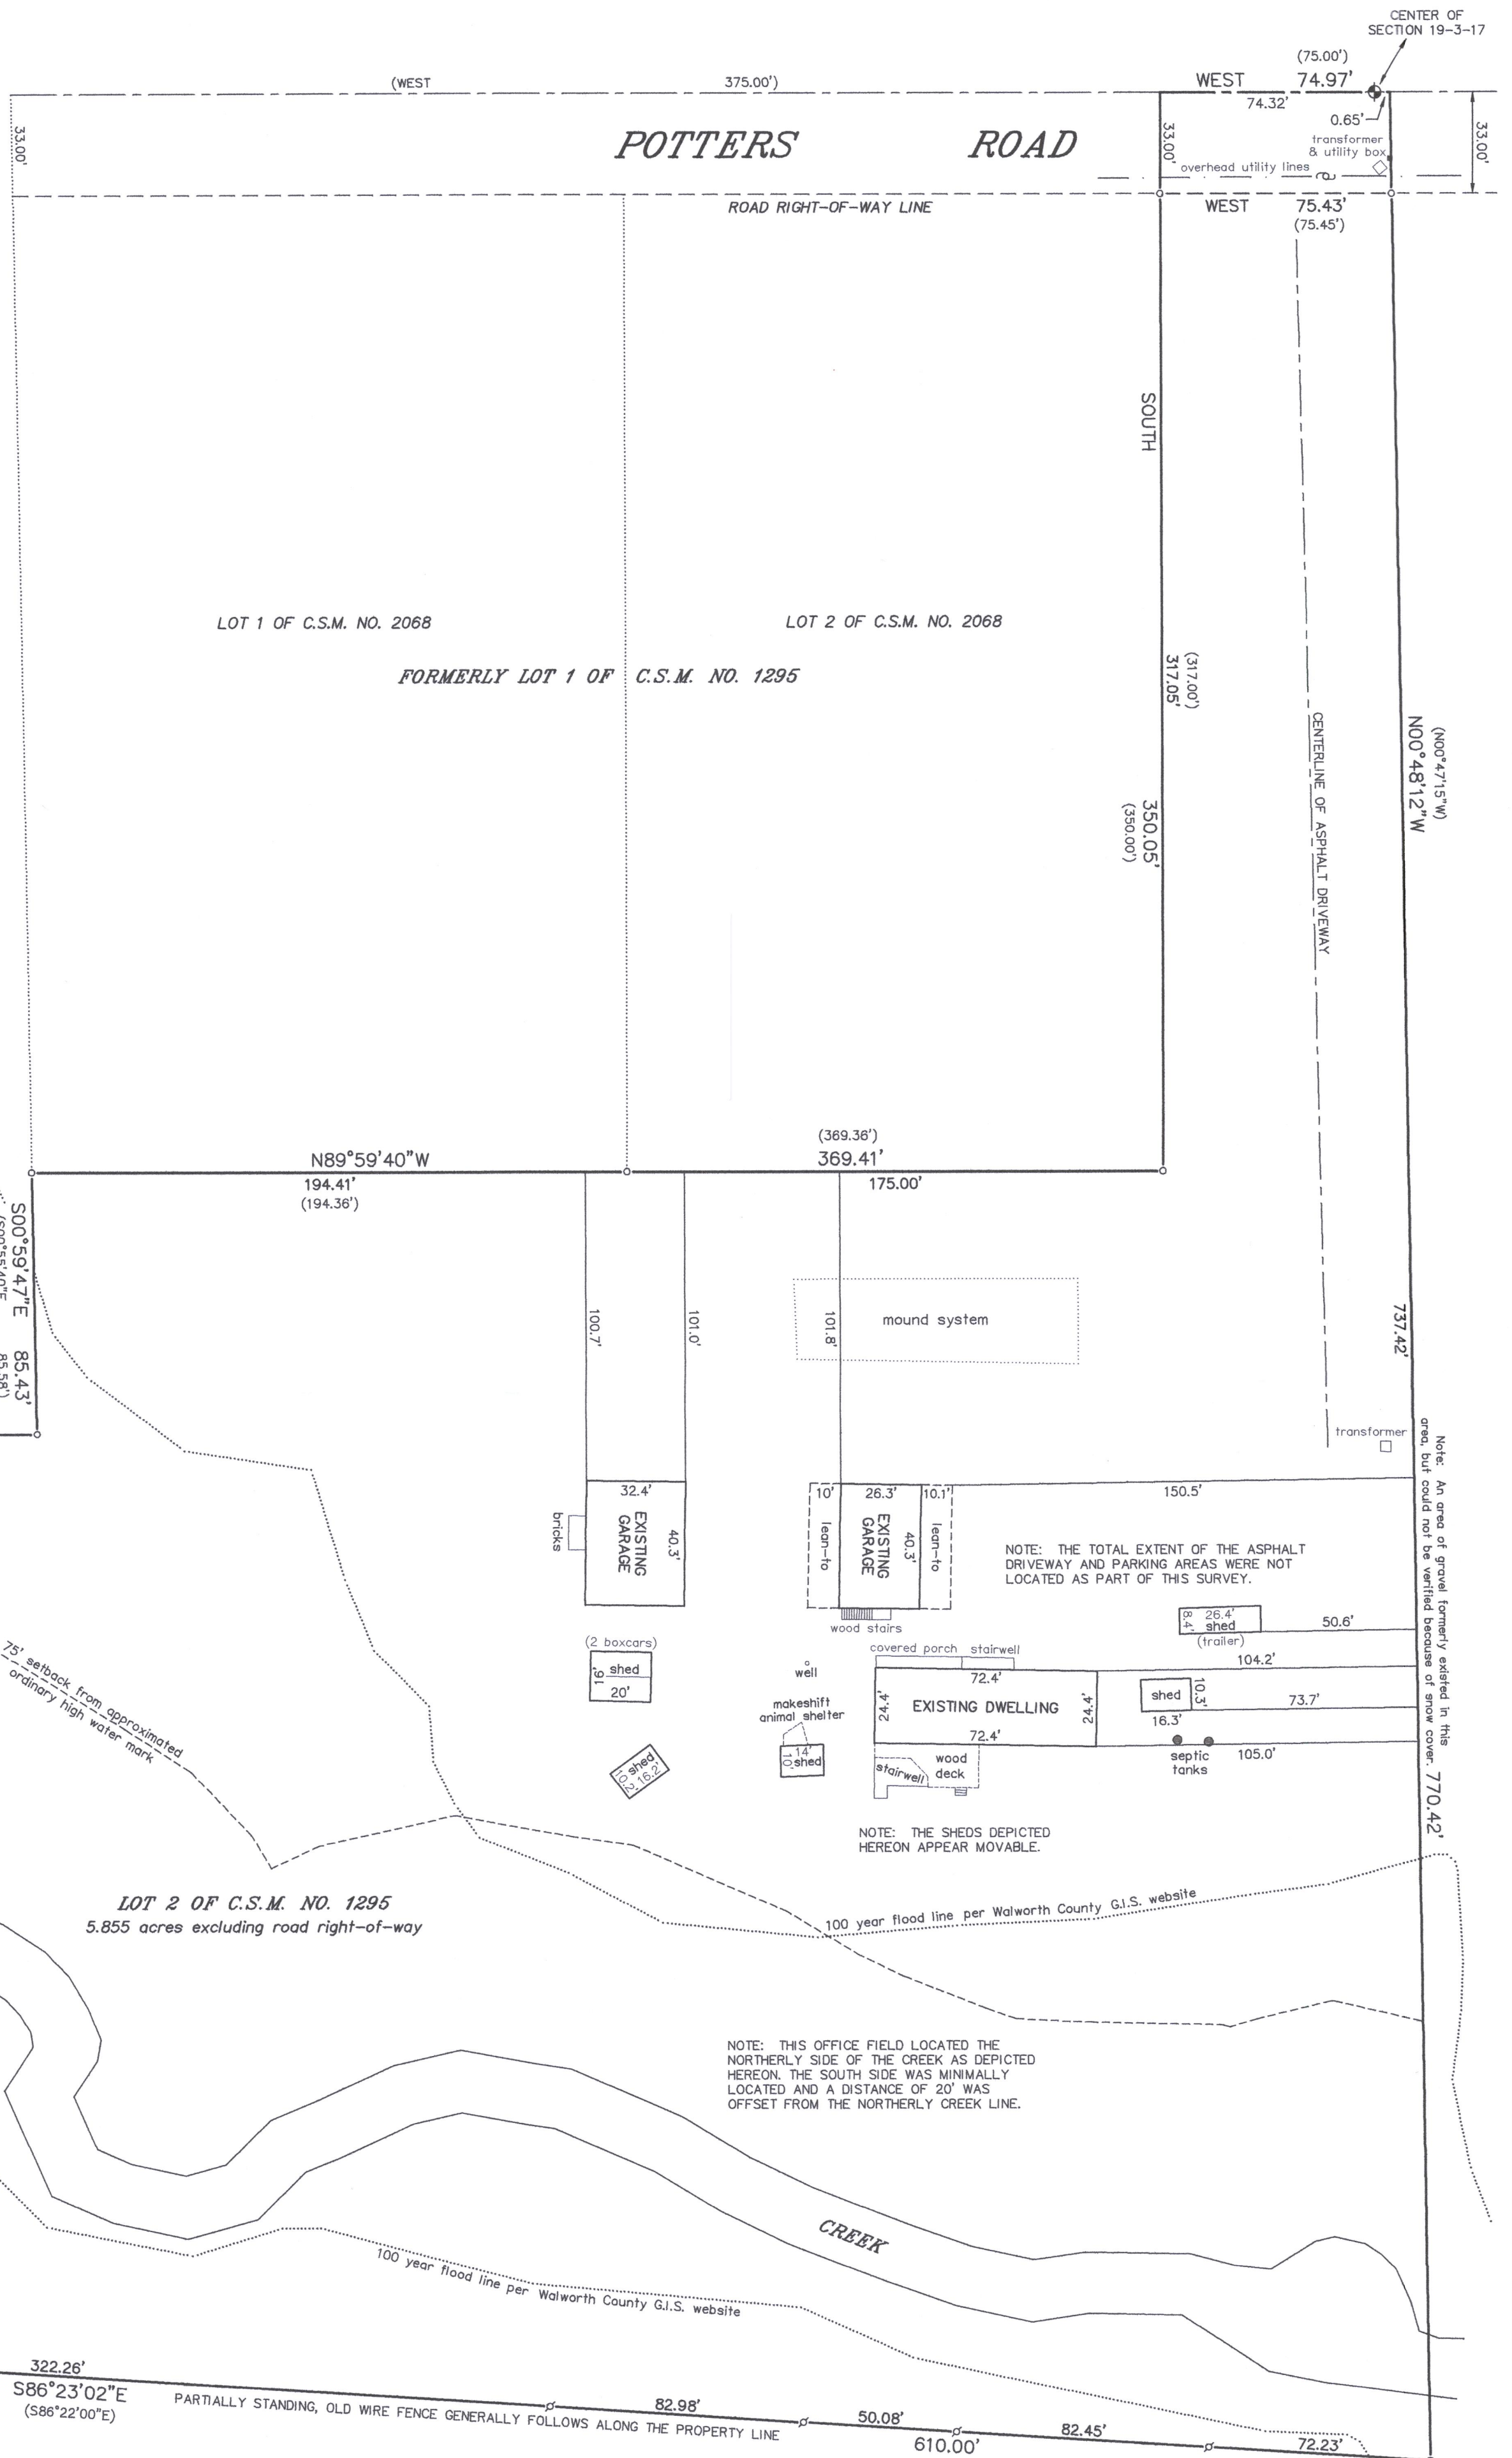 CENTER OF
SECTION 19-3-17
(WEST 375.00')
(75.00')
WEST 74.97'
74.32'
0.65'
33.00'
POTTERS ROAD
33.00'
transformer
& utility box
33.00'
overhead utility lines
ROAD RIGHT-OF-WAY LINE
WEST 75.43'
(75.45')
SOUTH
LOT 1 OF C.S.M. NO. 2068
LOT 2 OF C.S.M. NO. 2068
FORMERLY LOT 1 OF C.S.M. NO. 1295
(317.00')
317.05'
350.05'
(350.00')
CENTERLINE OF ASPHALT DRIVEWAY
(N00°47'15"W)
N00°48'12"W
(369.36')
N89°59'40"W 369.41'
194.41'
(194.36')
175.00'
S00°59'47"E 85.43'
(S00°55'40"E 85.58')
100.7'
101.0'
101.8'
mound system
737.42'
transformer
Note: An area of gravel formerly existed in this
area, but could not be verified because of snow cover.
770.42'
32.4'
EXISTING
GARAGE
40.3'
bricks
10'
lean-to
26.3'
EXISTING
GARAGE
40.3'
10.1'
lean-to
150.5'
NOTE: THE TOTAL EXTENT OF THE ASPHALT
DRIVEWAY AND PARKING AREAS WERE NOT
LOCATED AS PART OF THIS SURVEY.
wood stairs
8.4'
26.4'
shed
(trailer)
50.6'
(2 boxcars)
16'
shed
20'
well
covered porch stairwell
72.4'
24.4'
EXISTING DWELLING
24.4'
72.4'
104.2'
shed
10.3'
16.3'
73.7'
septic
tanks
105.0'
makeshift
animal shelter
14'
10'
shed
stairwell
wood
deck
shed
10.2'
16.2'
75' setback from approximated
ordinary high water mark
NOTE: THE SHEDS DEPICTED
HEREON APPEAR MOVABLE.
LOT 2 OF C.S.M. NO. 1295
5.855 acres excluding road right-of-way
100 year flood line per Walworth County G.I.S. website
NOTE: THIS OFFICE FIELD LOCATED THE
NORTHERLY SIDE OF THE CREEK AS DEPICTED
HEREON. THE SOUTH SIDE WAS MINIMALLY
LOCATED AND A DISTANCE OF 20' WAS
OFFSET FROM THE NORTHERLY CREEK LINE.
CREEK
100 year flood line per Walworth County G.I.S. website
322.26'
S86°23'02"E
(S86°22'00"E)
PARTIALLY STANDING, OLD WIRE FENCE GENERALLY FOLLOWS ALONG THE PROPERTY LINE
82.98'
50.08'
610.00'
82.45'
72.23'